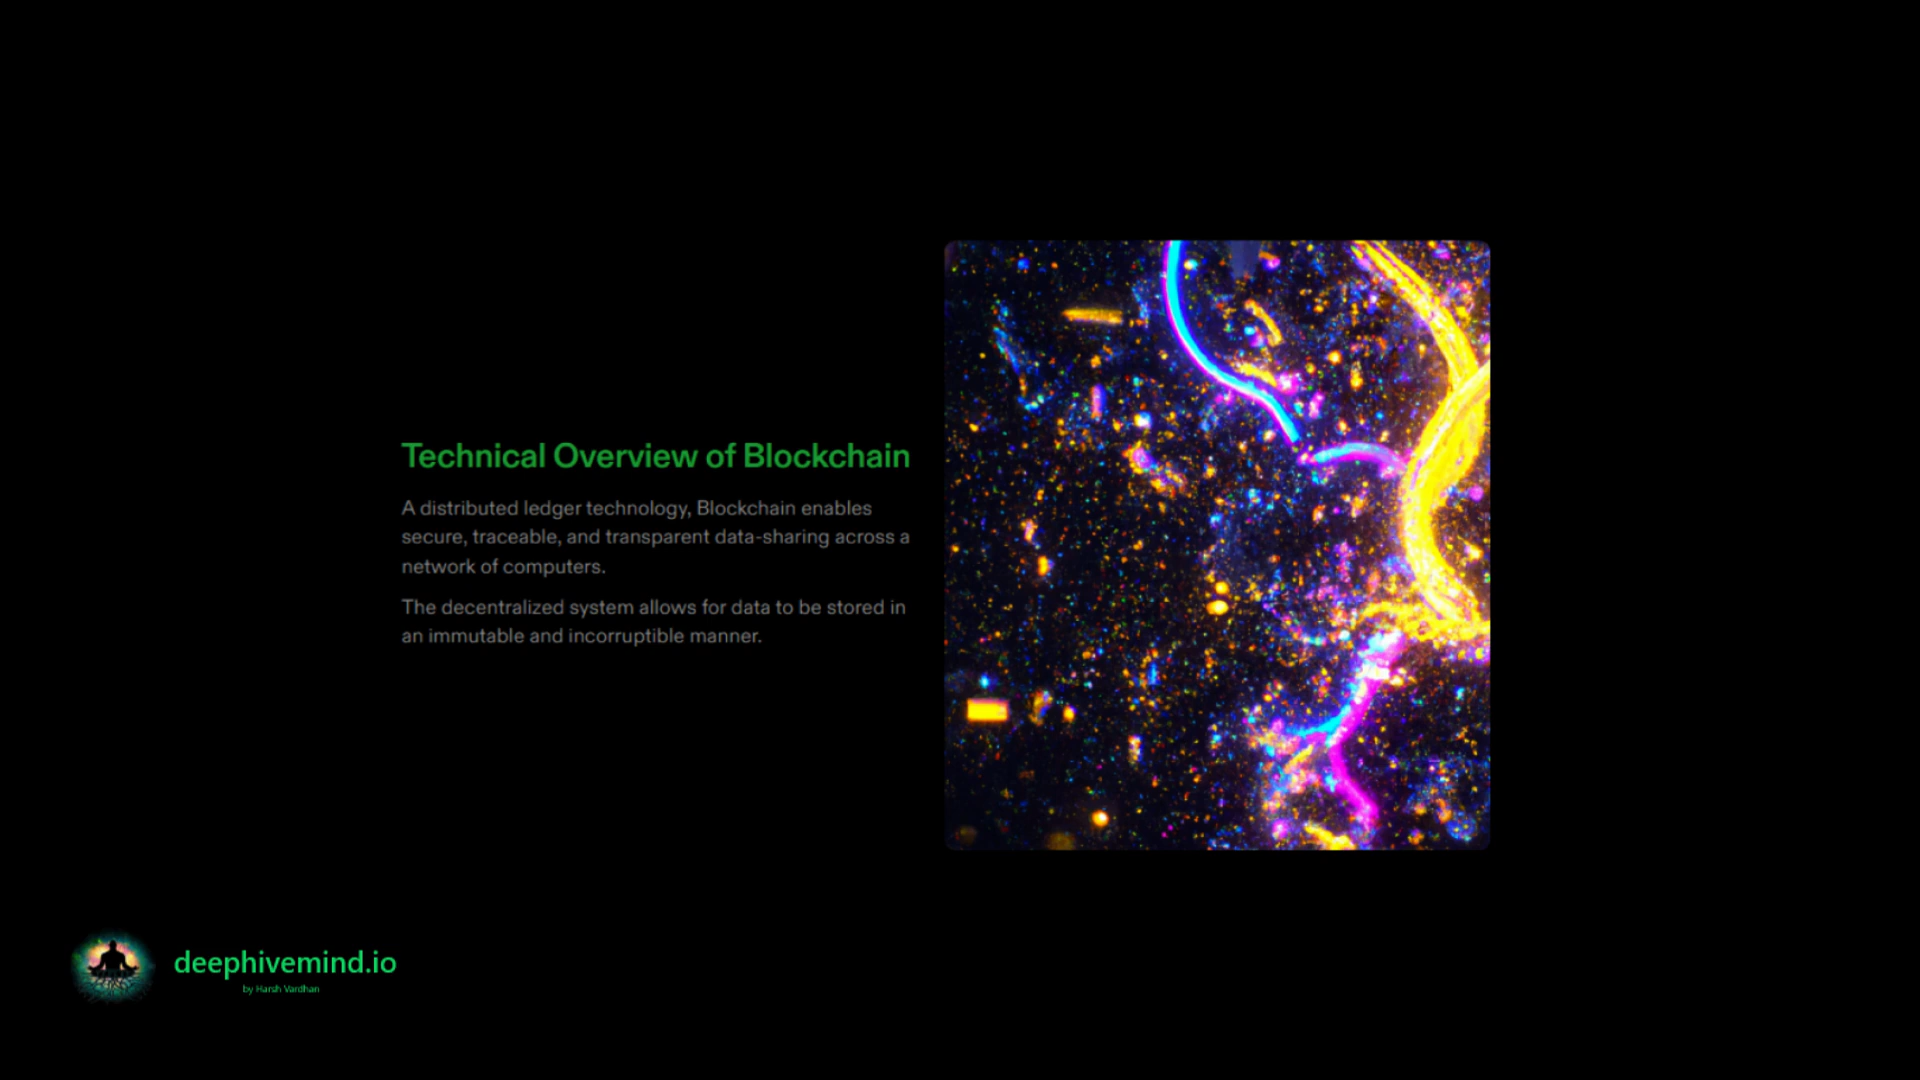 Technical Overview of Blockchain
A distributed ledger technology, Blockchain enables
secure, traceable, and transparent data-sharing across a
network of computers.
The decentralized system allows for data to be stored in
an immutable and incorruptible manner.
deephivemind.io
by Harsh Vardhan